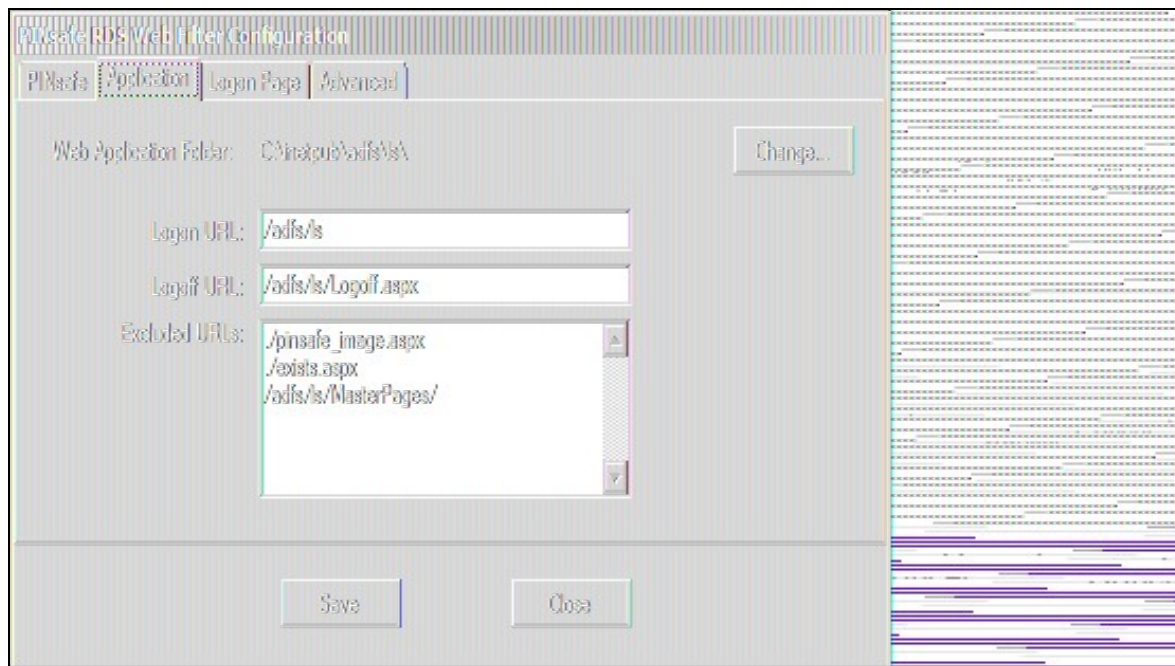 PINsafe RDS Web Filter Configuration
PINsafe Application Logon Page Advanced
Web Application Folder: C:\inetpub\adfs\ls\ Change...
Logon URL: /adfs/ls
Logoff URL: /adfs/ls/Logoff.aspx
Excluded URLs: ./pinsafe_image.aspx
./exists.aspx
/adfs/ls/MasterPages/
Save Close